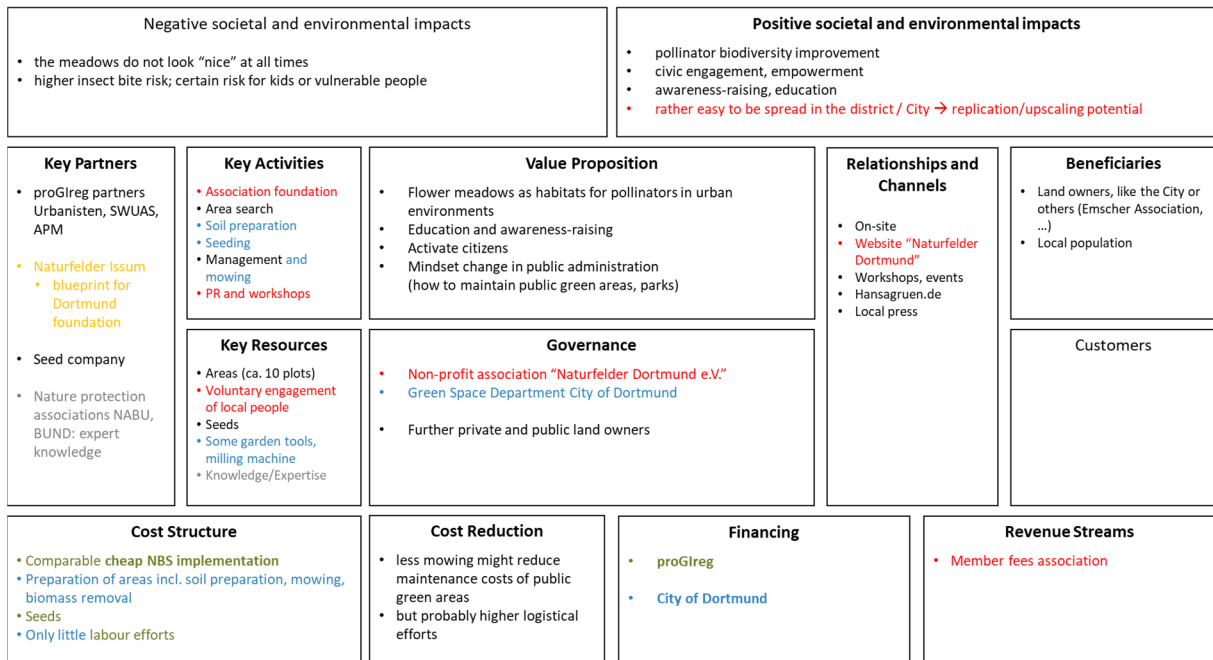 Negative societal and environmental impacts
• the meadows do not look “nice” at all times
• higher insect bite risk; certain risk for kids or vulnerable people
Positive societal and environmental impacts
• pollinator biodiversity improvement
• civic engagement, empowerment
• awareness-raising, education
• rather easy to be spread in the district / City → replication/upscaling potential
Key Partners
• proGIreg partners
Urbanisten, SWUAS,
APM
• Naturfelder Issum
• blueprint for
Dortmund
foundation
• Seed company
• Nature protection
associations NABU,
BUND: expert
knowledge
Key Activities
• Association foundation
• Area search
• Soil preparation
• Seeding
• Management and
mowing
• PR and workshops
Key Resources
• Areas (ca. 10 plots)
• Voluntary engagement
of local people
• Seeds
• Some garden tools,
milling machine
• Knowledge/Expertise
Value Proposition
• Flower meadows as habitats for pollinators in urban
environments
• Education and awareness-raising
• Activate citizens
• Mindset change in public administration
(how to maintain public green areas, parks)
Governance
• Non-profit association “Naturfelder Dortmund e.V.”
• Green Space Department City of Dortmund
• Further private and public land owners
Relationships and
Channels
• On-site
• Website “Naturfelder
Dortmund”
• Workshops, events
• Hansagruen.de
• Local press
Beneficiaries
• Land owners, like the City or
others (Emscher Association,
…)
• Local population
Customers
Cost Structure
• Comparable cheap NBS implementation
• Preparation of areas incl. soil preparation, mowing,
biomass removal
• Seeds
• Only little labour efforts
Cost Reduction
• less mowing might reduce
maintenance costs of public
green areas
• but probably higher logistical
efforts
Financing
• proGIreg
• City of Dortmund
Revenue Streams
• Member fees association